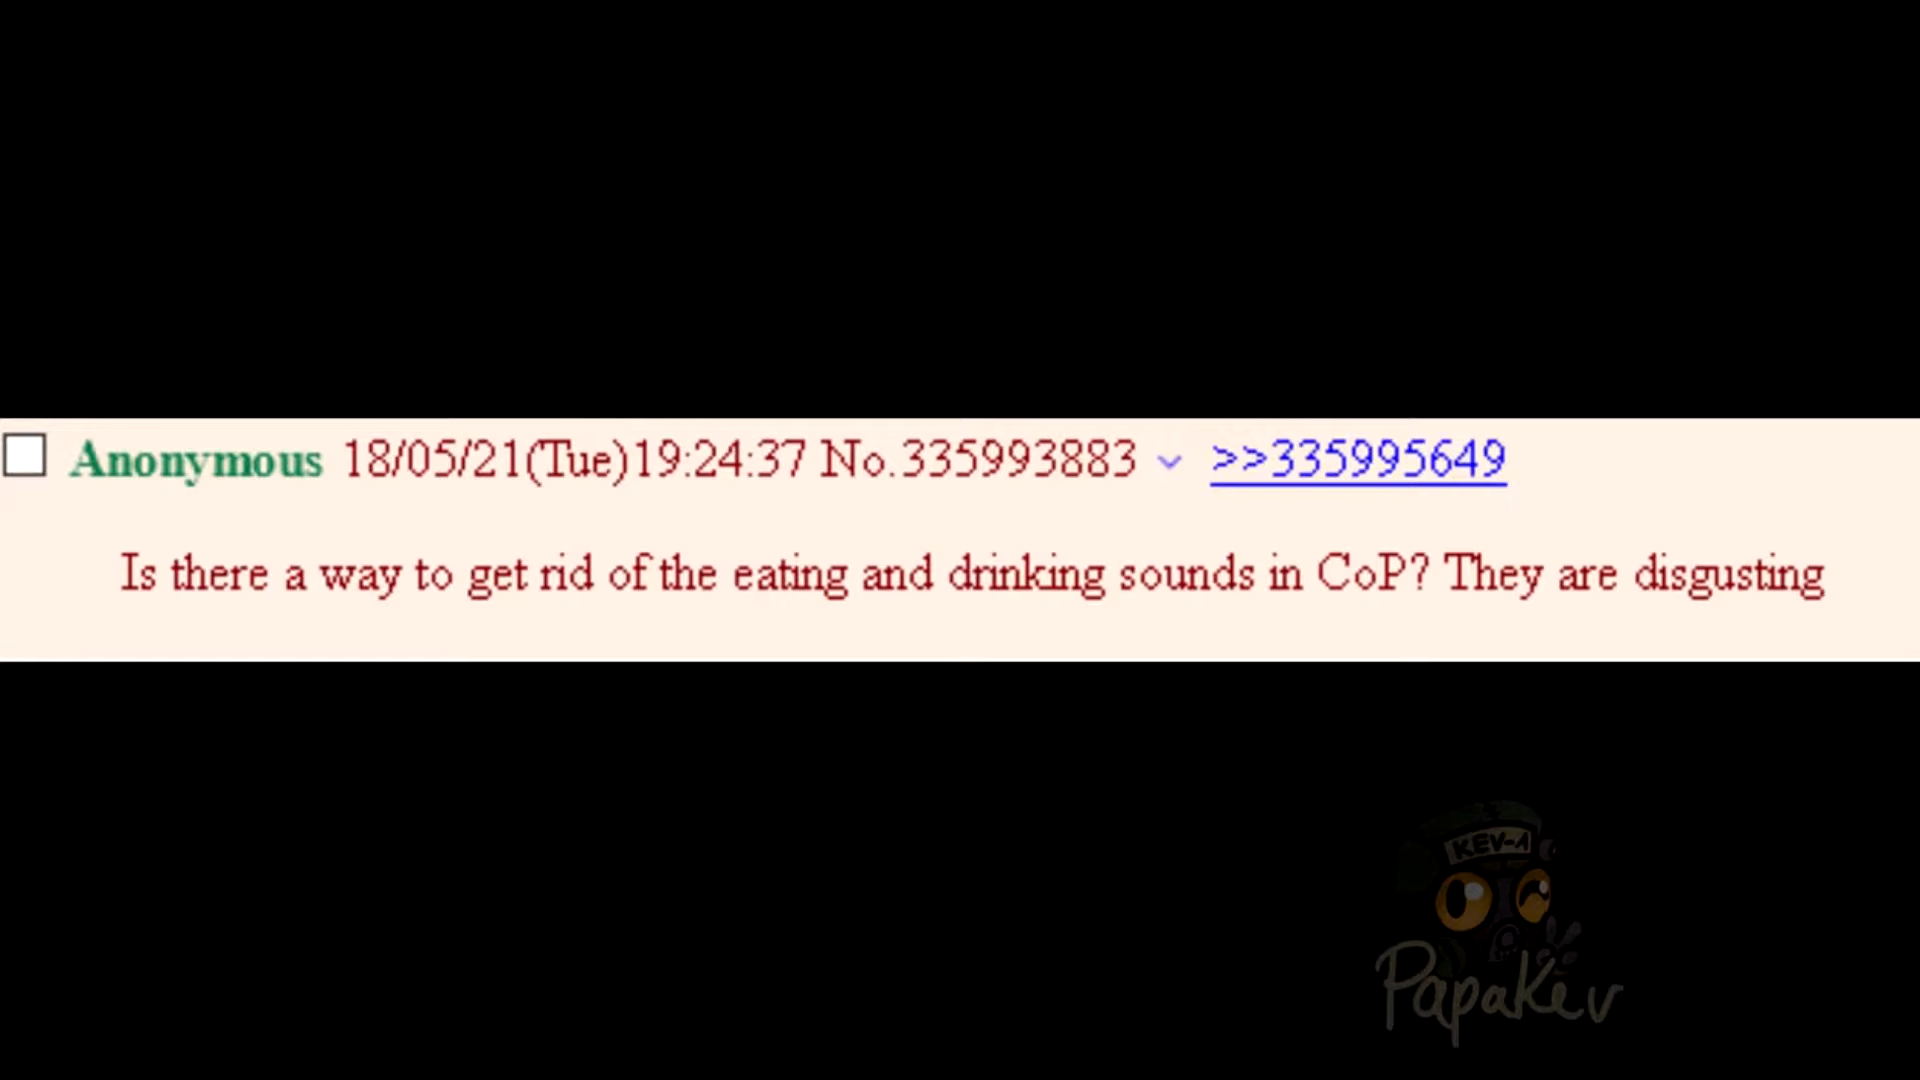 Anonymous 18/05/21(Tue)19:24:37 No.335993883 >>335995649
Is there a way to get rid of the eating and drinking sounds in CoP? They are disgusting
KEV-1
PapaKev